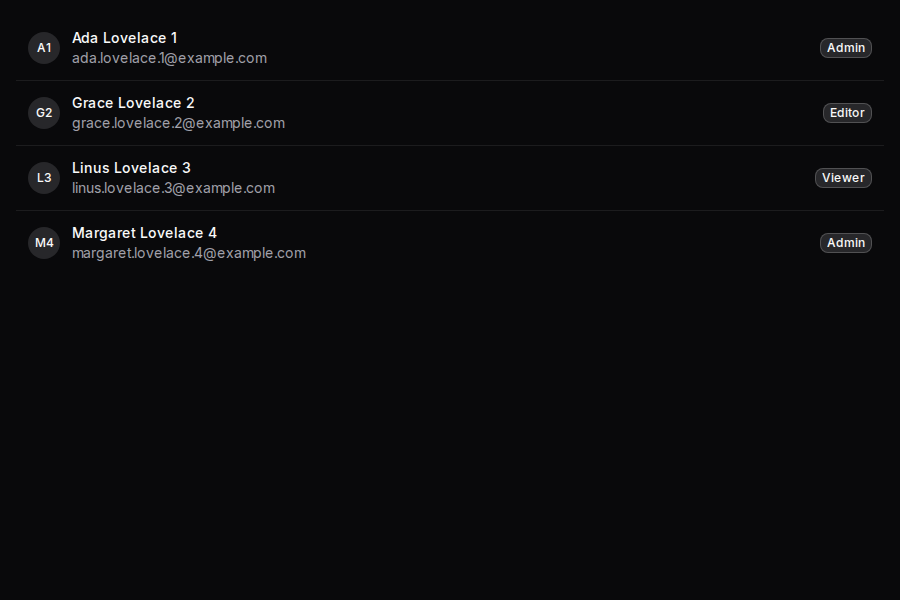 A1
Ada Lovelace 1
ada.lovelace.1@example.com
Admin
G2
Grace Lovelace 2
grace.lovelace.2@example.com
Editor
L3
Linus Lovelace 3
linus.lovelace.3@example.com
Viewer
M4
Margaret Lovelace 4
margaret.lovelace.4@example.com
Admin